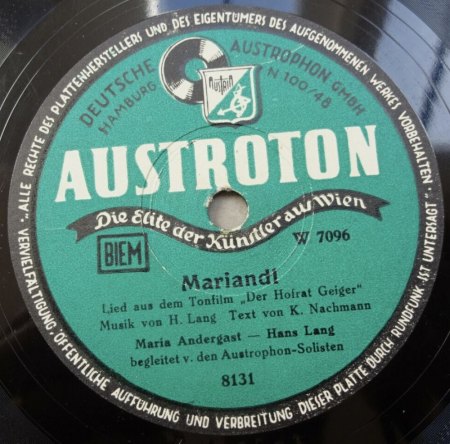 „ALLE RECHTE DES PLATTENHERSTELLERS UND DES EIGENTÜMERS DES AUFGENOMMENEN WERKES VORBEHALTEN
DEUTSCHE AUSTROPHON GMBH
HAMBURG N 100-48
AUSTRIA
AUSTROTON
Die Elite der Künstler aus Wien
BIEM
W 7096
Mariandl
Lied aus dem Tonfilm „Der Hofrat Geiger"
Musik von H. Lang Text von K. Nachmann
Maria Andergast — Hans Lang
begleitet v. den Austrophon-Solisten
8131
VERVIELFÄLTIGUNG ÖFFENTLICHE AUFFÜHRUNG UND VERBREITUNG DIESER PLATTE DURCH RUNDFUNK IST UNTERSAGT"